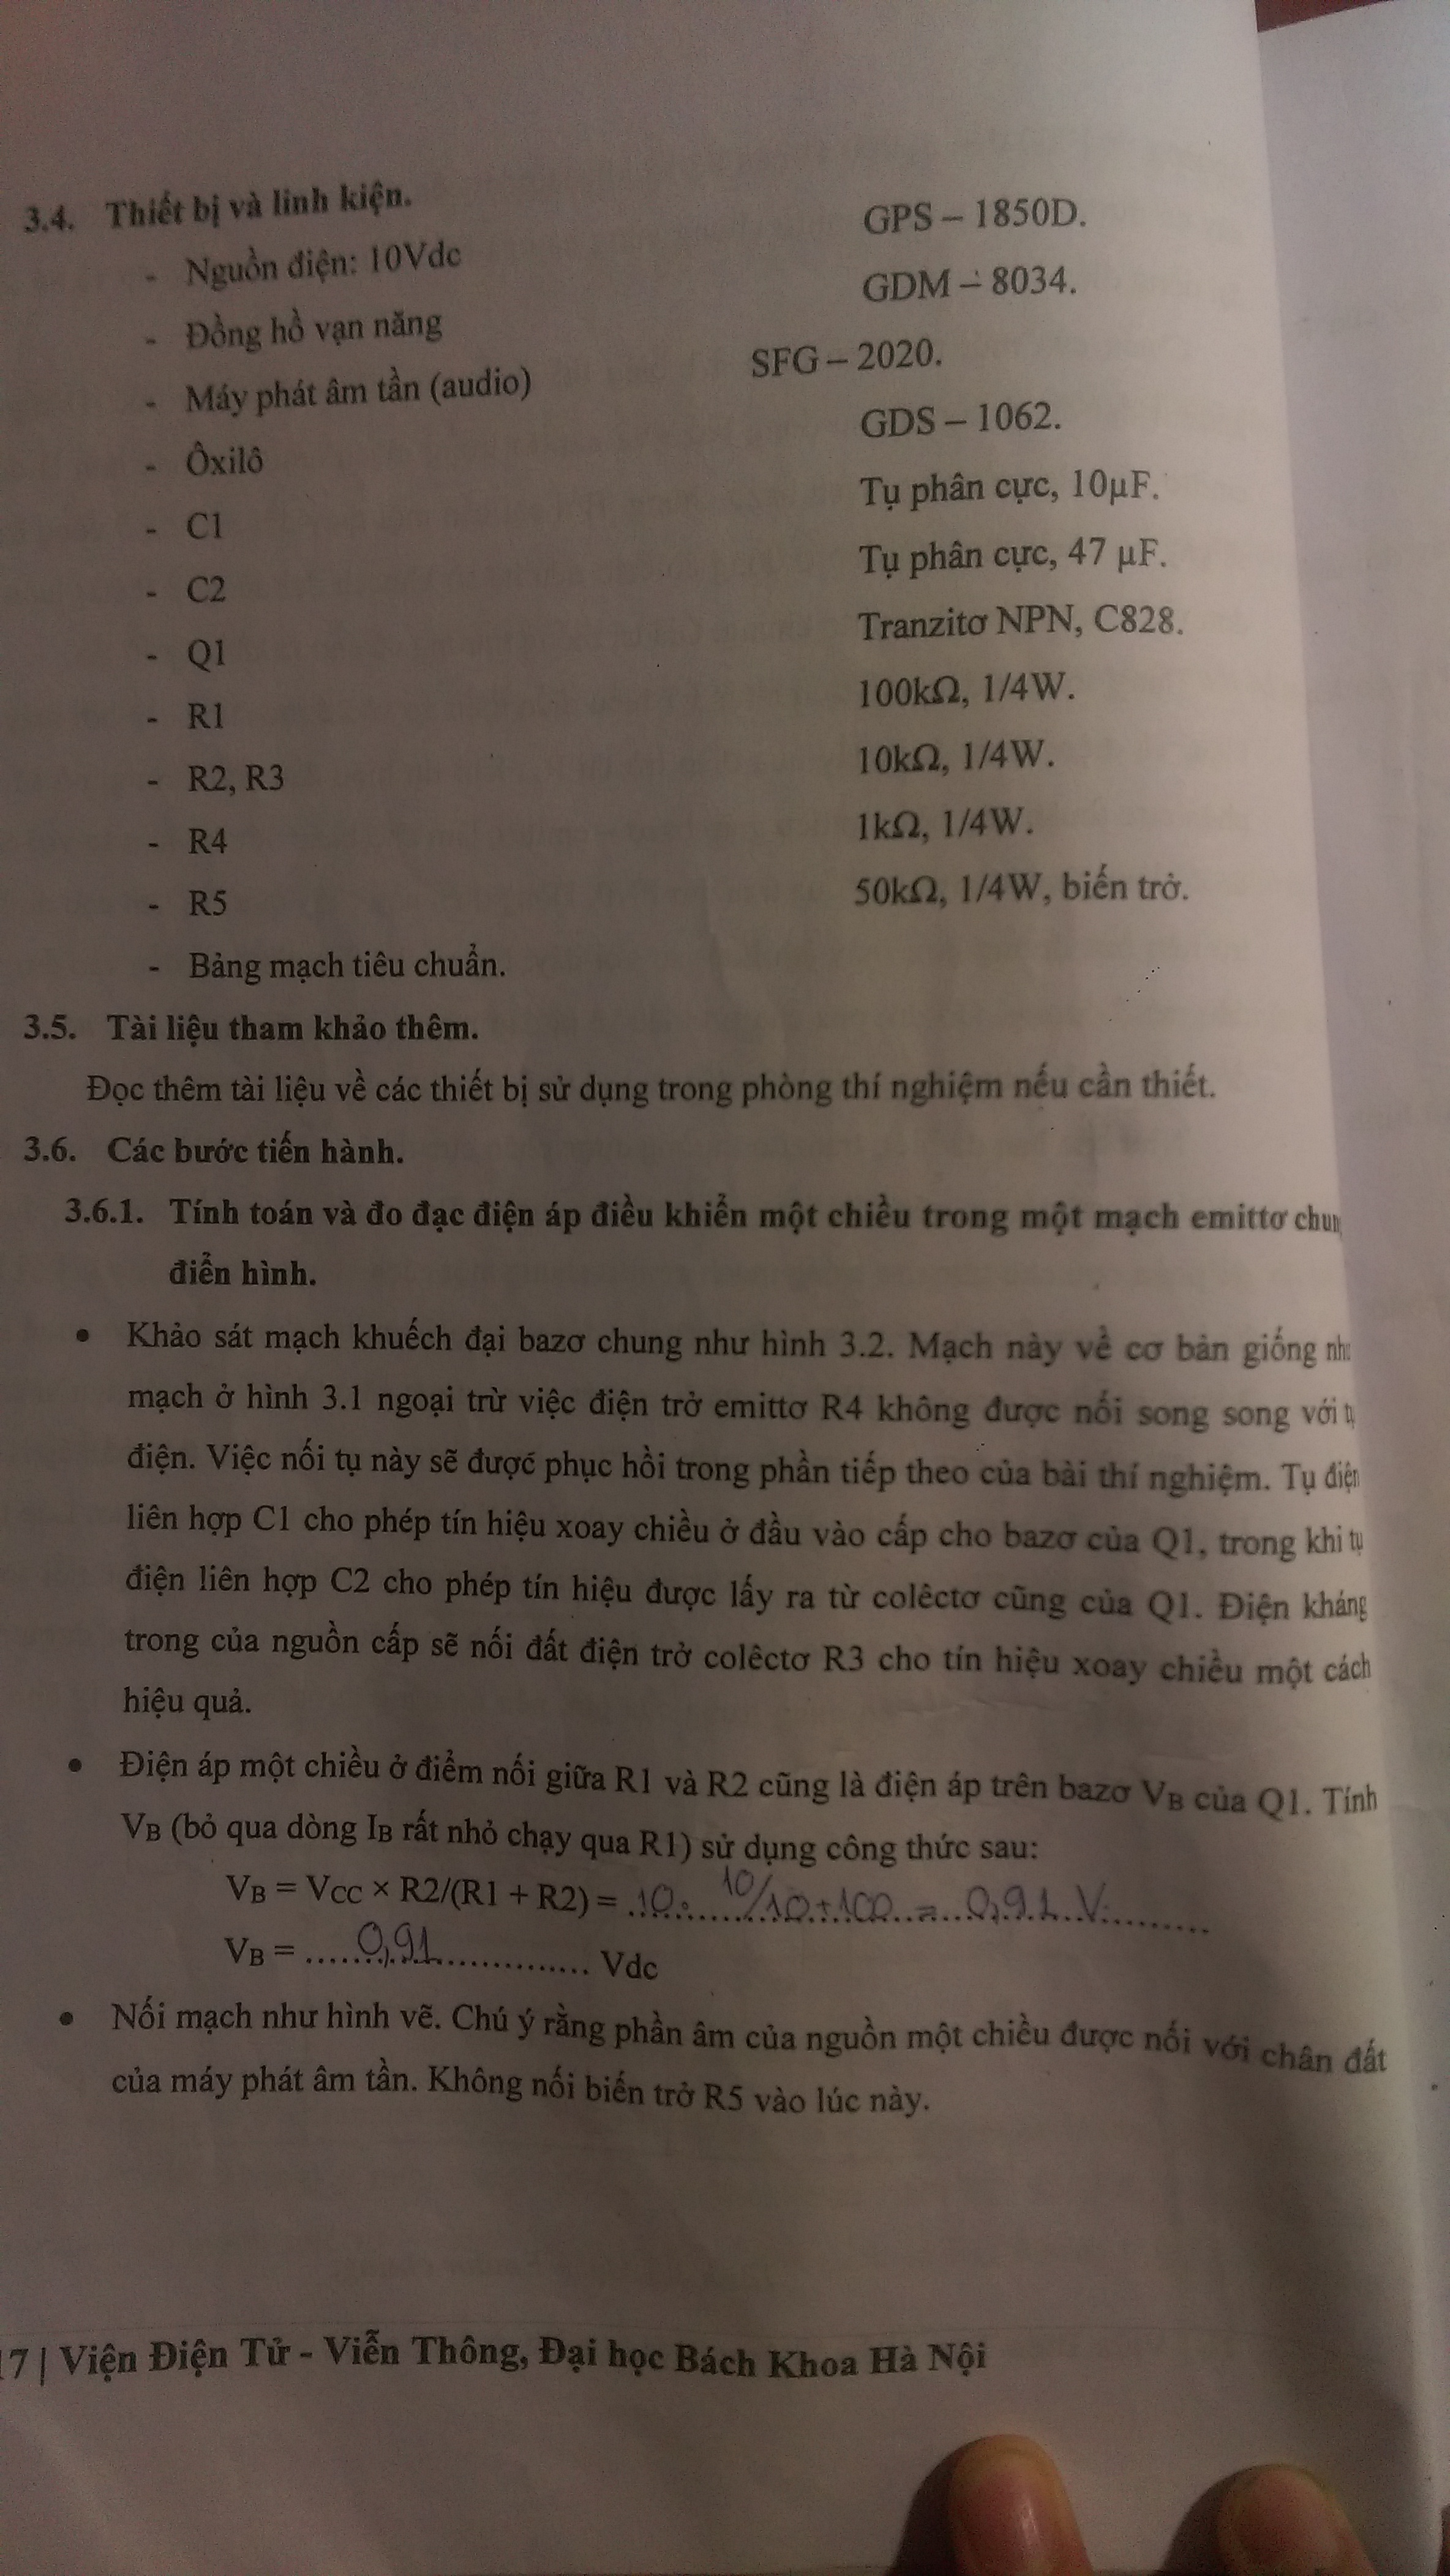 3.4. Thiết bị và linh kiện.
- Nguồn điện: 10Vdc GPS – 1850D.
- Đồng hồ vạn năng GDM – 8034.
- Máy phát âm tần (audio) SFG – 2020.
- Ôxilô GDS – 1062.
- C1 Tụ phân cực, 10µF.
- C2 Tụ phân cực, 47 µF.
- Q1 Tranzitơ NPN, C828.
- R1 100kΩ, 1/4W.
- R2, R3 10kΩ, 1/4W.
- R4 1kΩ, 1/4W.
- R5 50kΩ, 1/4W, biến trở.
- Bảng mạch tiêu chuẩn.
3.5. Tài liệu tham khảo thêm.
Đọc thêm tài liệu về các thiết bị sử dụng trong phòng thí nghiệm nếu cần thiết.
3.6. Các bước tiến hành.
3.6.1. Tính toán và đo đạc điện áp điều khiển một chiều trong một mạch emittơ
điển hình.
• Khảo sát mạch khuếch đại bazơ chung như hình 3.2. Mạch này về cơ bản giống
mạch ở hình 3.1 ngoại trừ việc điện trở emittơ R4 không được nối song song với
điện. Việc nối tụ này sẽ được phục hồi trong phần tiếp theo của bài thí nghiệm. Tụ điện
liên hợp C1 cho phép tín hiệu xoay chiều ở đầu vào cấp cho bazơ của Q1, trong khi tụ
điện liên hợp C2 cho phép tín hiệu được lấy ra từ colêctơ cũng của Q1. Điện kháng
trong của nguồn cấp sẽ nối đất điện trở colêctơ R3 cho tín hiệu xoay chiều một cách
hiệu quả.
• Điện áp một chiều ở điểm nối giữa R1 và R2 cũng là điện áp trên bazơ VB của Q1. Tính
VB (bỏ qua dòng IB rất nhỏ chạy qua R1) sử dụng công thức sau:
VB = VCC × R2/(R1 + R2) = 10. 10/10+100 = 0,91 V
VB = .....0,91.............. Vdc
• Nối mạch như hình vẽ. Chú ý rằng phần âm của nguồn một chiều được nối với chân đất
của máy phát âm tần. Không nối biến trở R5 vào lúc này.
17 | Viện Điện Tử - Viễn Thông, Đại học Bách Khoa Hà Nội